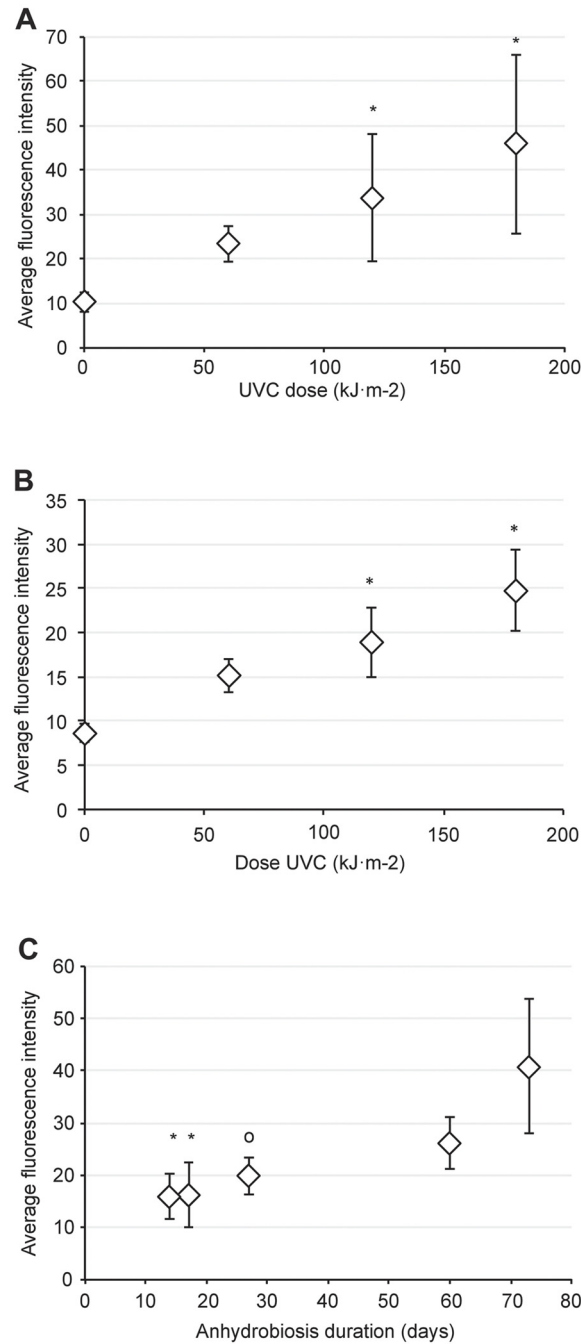 A
Average fluorescence intensity
70
60
50
40
30
20
10
0
* *
0 50 100 150 200
UVC dose (kJ·m-2)
B
Average fluorescence intensity
35
30
25
20
15
10
5
0
* *
0 50 100 150 200
Dose UVC (kJ·m-2)
C
Average fluorescence intensity
60
50
40
30
20
10
0
* * o
0 10 20 30 40 50 60 70 80
Anhydrobiosis duration (days)